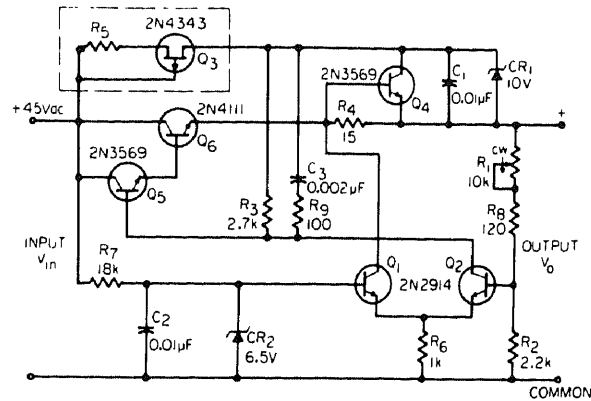 R5
2N4343
Q3
+45Vdc
2N4111
Q6
2N3569
Q5
2N3569
Q4
R4
15
C1
0.01µF
CR1
10V
+
C3
0.002µF
R3
2.7k
R9
100
CW
R1
10k
R8
120
INPUT
Vin
R7
18k
Q1
2N2914
Q2
OUTPUT
Vo
C2
0.01µF
CR2
6.5V
R6
1k
R2
2.2k
COMMON